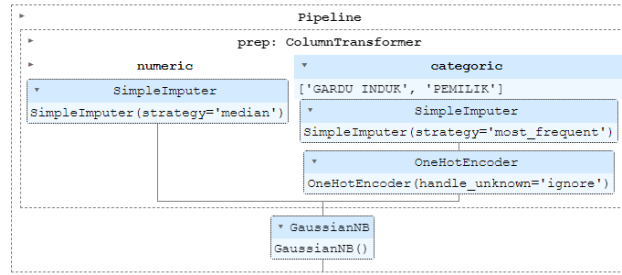 Pipeline
prep: ColumnTransformer
numeric
categoric
['GARDU INDUK', 'PEMILIK']
SimpleImputer
SimpleImputer(strategy='median')
SimpleImputer
SimpleImputer(strategy='most_frequent')
OneHotEncoder
OneHotEncoder(handle_unknown='ignore')
GaussianNB
GaussianNB()